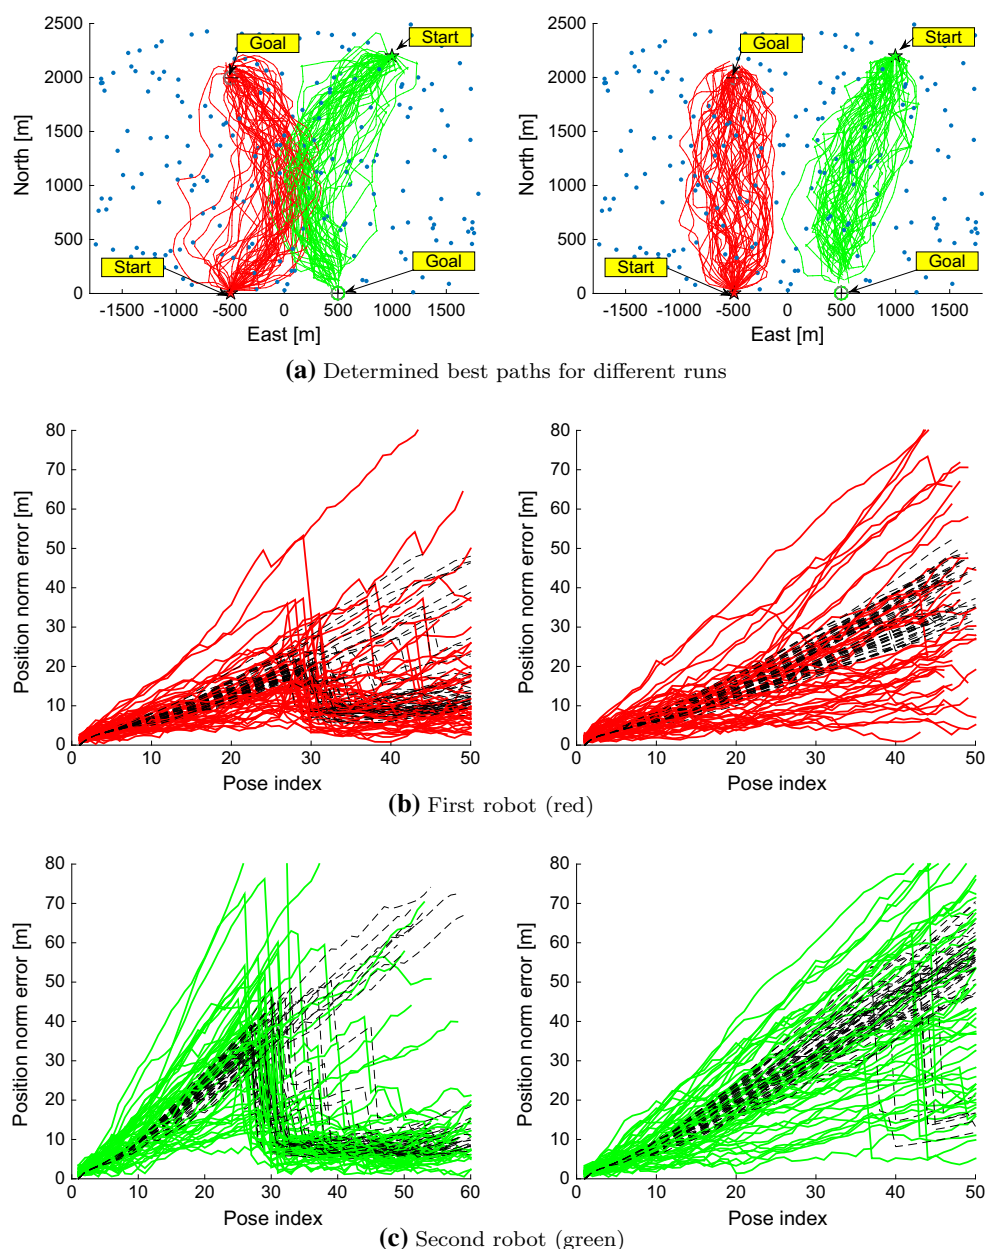 2500
2000
1500
1000
500
0
North [m]
-1500 -1000 -500 0 500 1000 1500
East [m]
Goal
Start
Start
Goal
2500
2000
1500
1000
500
0
North [m]
-1500 -1000 -500 0 500 1000 1500
East [m]
Goal
Start
Start
Goal
(a) Determined best paths for different runs
80
70
60
50
40
30
20
10
0
Position norm error [m]
0 10 20 30 40 50
Pose index
80
70
60
50
40
30
20
10
0
Position norm error [m]
0 10 20 30 40 50
Pose index
(b) First robot (red)
80
70
60
50
40
30
20
10
0
Position norm error [m]
0 10 20 30 40 50 60
Pose index
80
70
60
50
40
30
20
10
0
Position norm error [m]
0 10 20 30 40 50
Pose index
(c) Second robot (green)